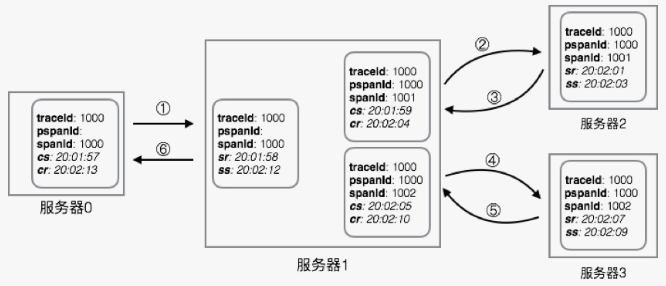 traceId: 1000
pspanId:
spanId: 1000
cs: 20:01:57
cr: 20:02:13
服务器0
①
⑥
traceId: 1000
pspanId:
spanId: 1000
sr: 20:01:58
ss: 20:02:12
traceId: 1000
pspanId: 1000
spanId: 1001
cs: 20:01:59
cr: 20:02:04
traceId: 1000
pspanId: 1000
spanId: 1002
cs: 20:02:05
cr: 20:02:10
服务器1
②
③
traceId: 1000
pspanId: 1000
spanId: 1001
sr: 20:02:01
ss: 20:02:03
服务器2
④
⑤
traceId: 1000
pspanId: 1000
spanId: 1002
sr: 20:02:07
ss: 20:02:09
服务器3